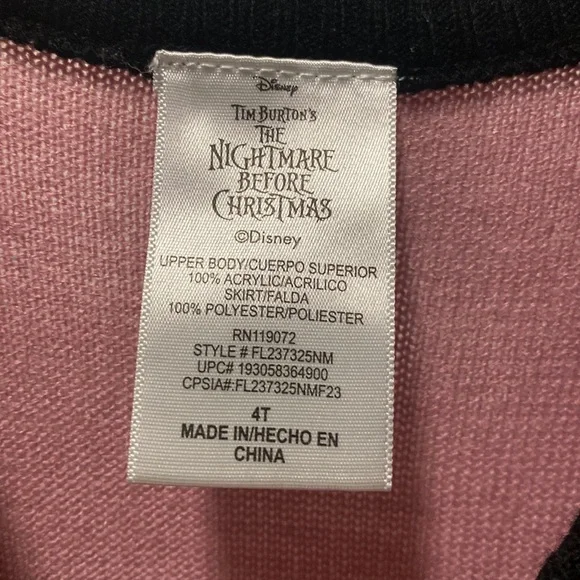 Disney
TIM BURTON'S
THE
NIGHTMARE
BEFORE
CHRISTMAS
©Disney
UPPER BODY/CUERPO SUPERIOR
100% ACRYLIC/ACRILICO
SKIRT/FALDA
100% POLYESTER/POLIESTER
RN119072
STYLE # FL237325NM
UPC# 193058364900
CPSIA#:FL237325NMF23
4T
MADE IN/HECHO EN
CHINA